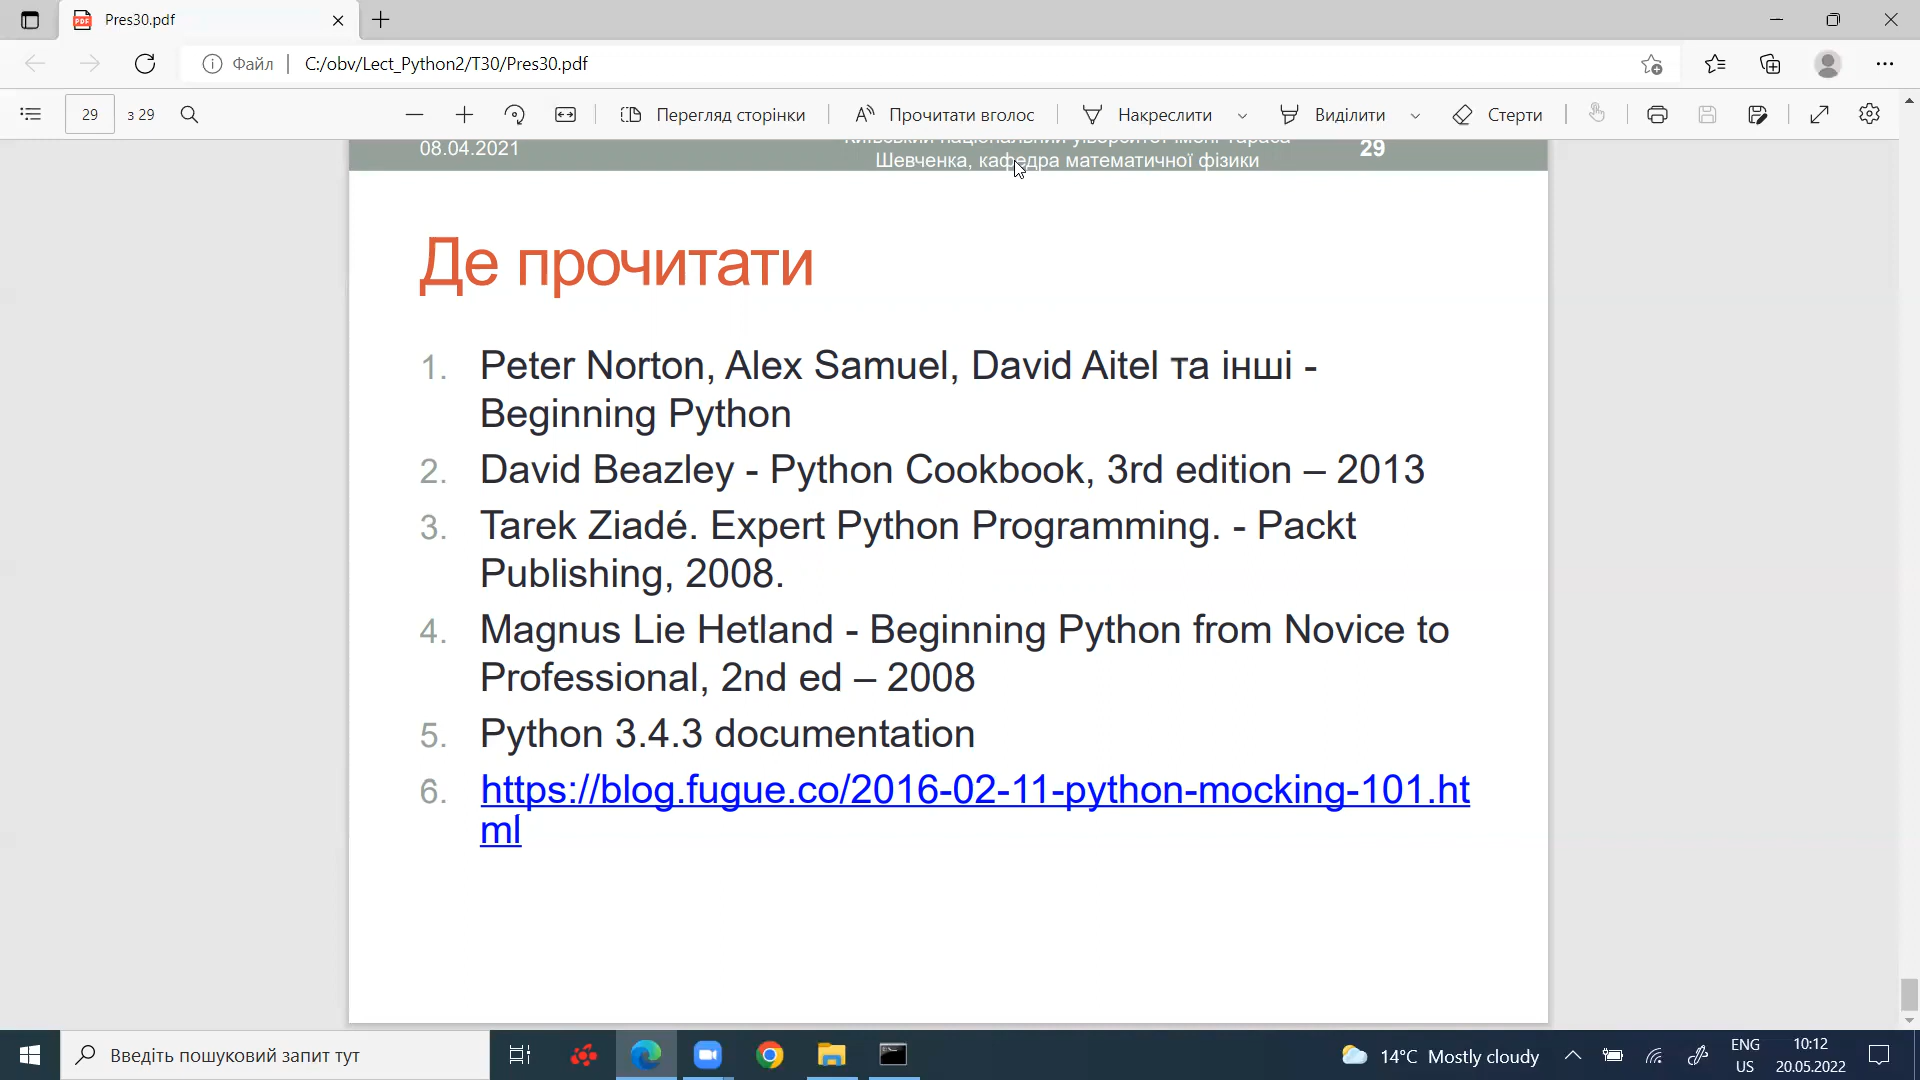 Pres30.pdf
Файл
C:/obv/Lect_Python2/T30/Pres30.pdf
29
з 29
Перегляд сторінки
Прочитати вголос
Накреслити
Виділити
Стерти
08.04.2021
Шевченка, кафедра математичної фізики
29
Де прочитати
1. Peter Norton, Alex Samuel, David Aitel та інші -
Beginning Python
2. David Beazley - Python Cookbook, 3rd edition – 2013
3. Tarek Ziadé. Expert Python Programming. - Packt
Publishing, 2008.
4. Magnus Lie Hetland - Beginning Python from Novice to
Professional, 2nd ed – 2008
5. Python 3.4.3 documentation
6. https://blog.fugue.co/2016-02-11-python-mocking-101.ht
ml
Введіть пошуковий запит тут
14°C Mostly cloudy
ENG
US
10:12
20.05.2022